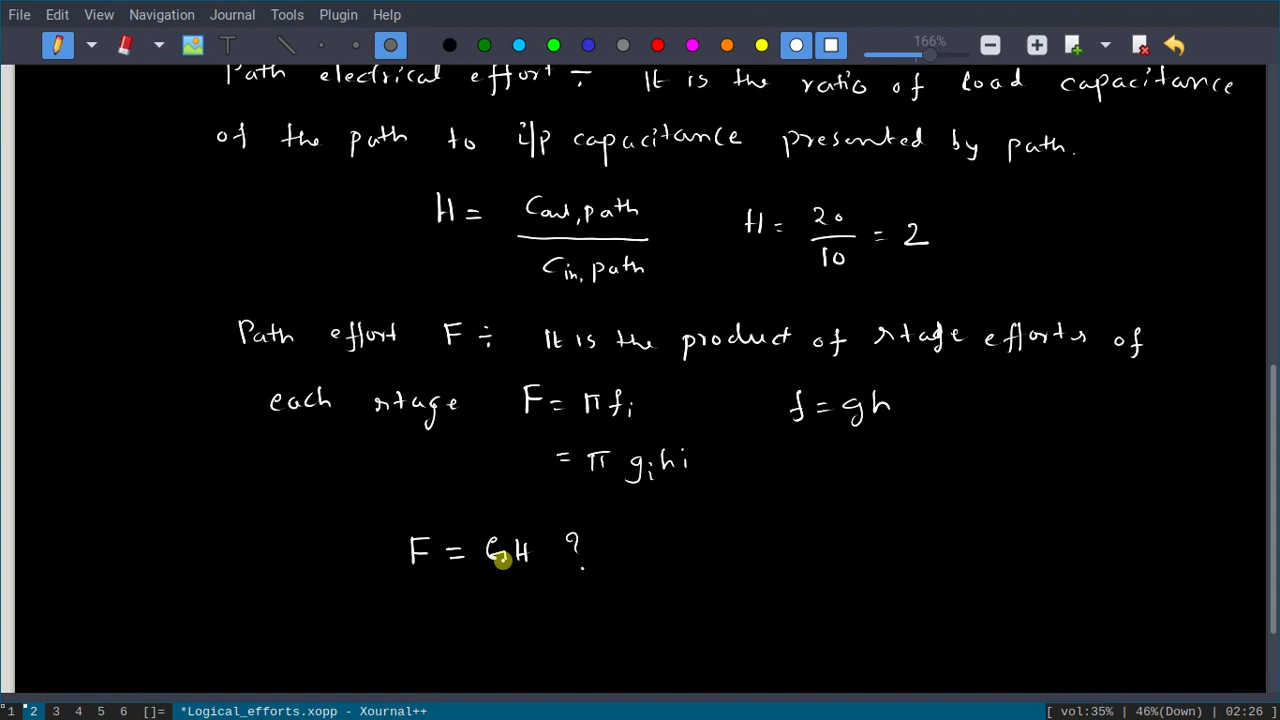 File Edit View Navigation Journal Tools Plugin Help
T 166%
Path electrical effort ÷ It is the ratio of load capacitance
of the path to i/p capacitance presented by path.
H = Cout,path / Cin,path H = 20/10 = 2
Path effort F ÷ It is the product of stage efforts of
each stage F = π fi f = gh
= π gihi
F = GH ?
1 2 3 4 5 6 []= *Logical_efforts.xopp - Xournal++ [ vol:35% | 46%(Down) | 02:26